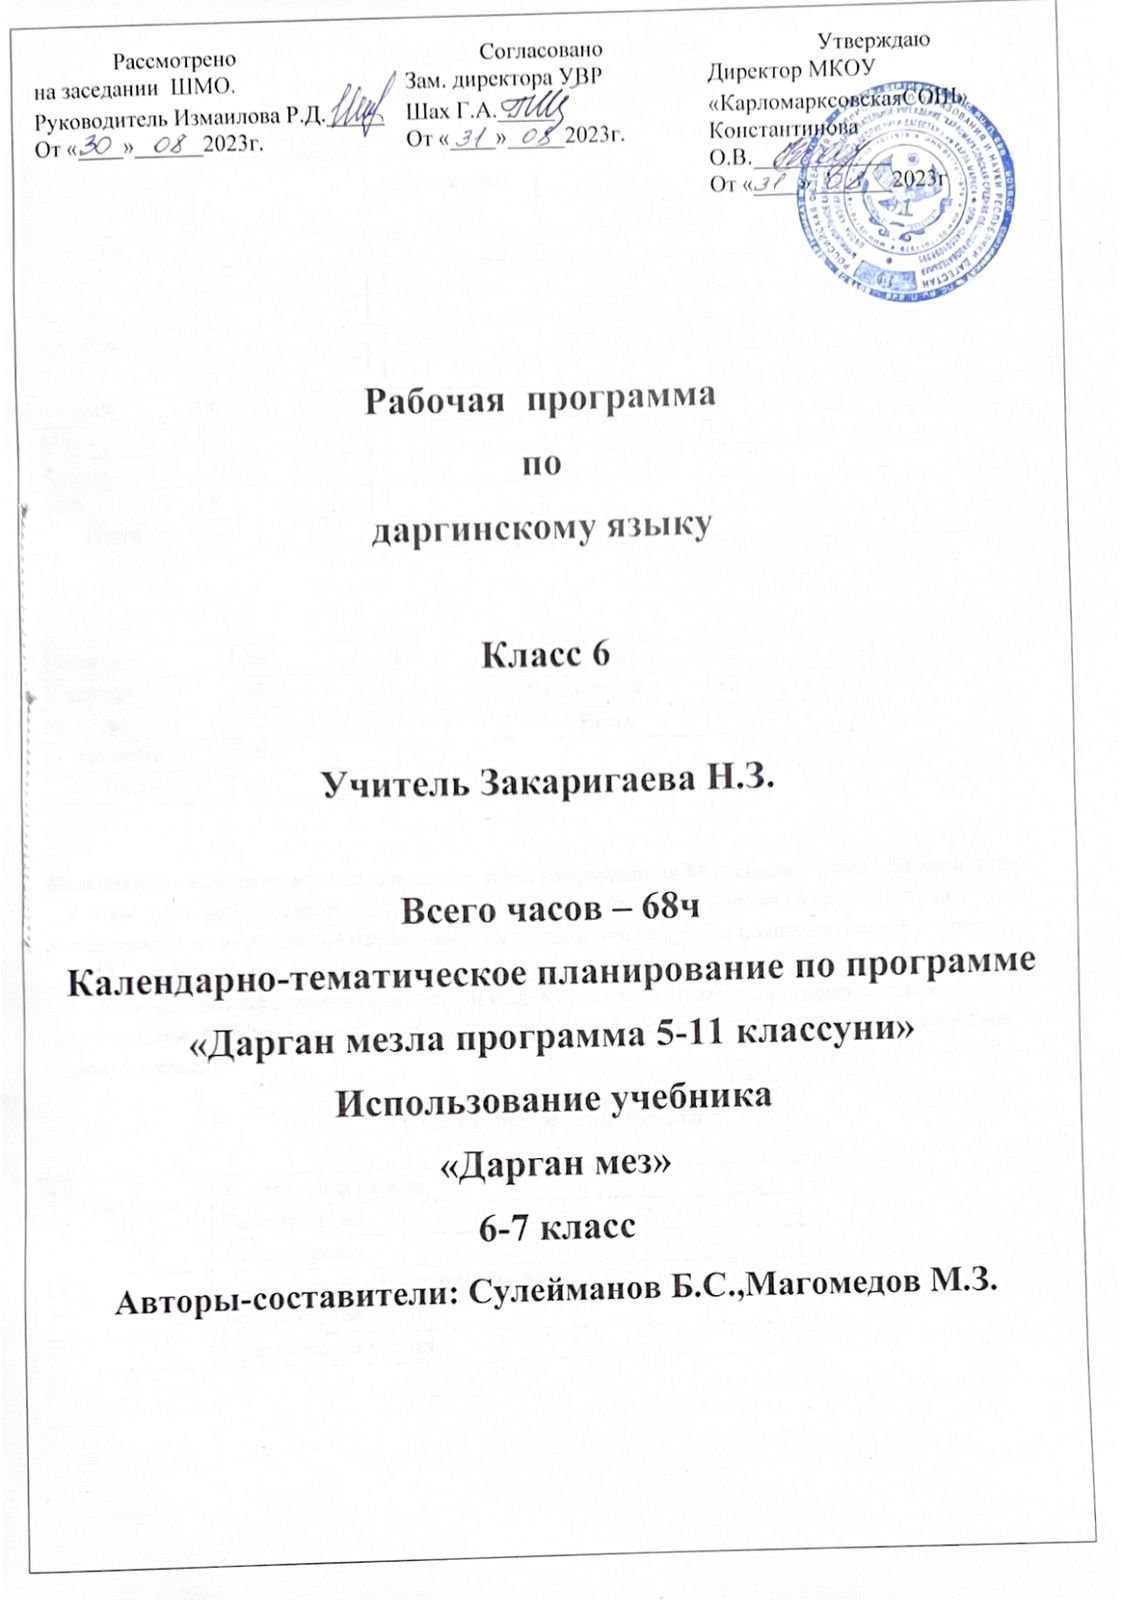 Рассмотрено
на заседании ШМО.
Руководитель Измаилова Р.Д.
От «30» 08 2023г.
Согласовано
Зам. директора УВР
Шах Г.А.
От «31» 08 2023г.
Утверждаю
Директор МКОУ
«КарломарксовскаяСОШ»
Константинова
О.В.
От «31» 08 2023г
Рабочая программа
по
даргинскому языку
Класс 6
Учитель Закаригаева Н.З.
Всего часов – 68ч
Календарно-тематическое планирование по программе
«Дарган мезла программа 5-11 классуни»
Использование учебника
«Дарган мез»
6-7 класс
Авторы-составители: Сулейманов Б.С.,Магомедов М.З.